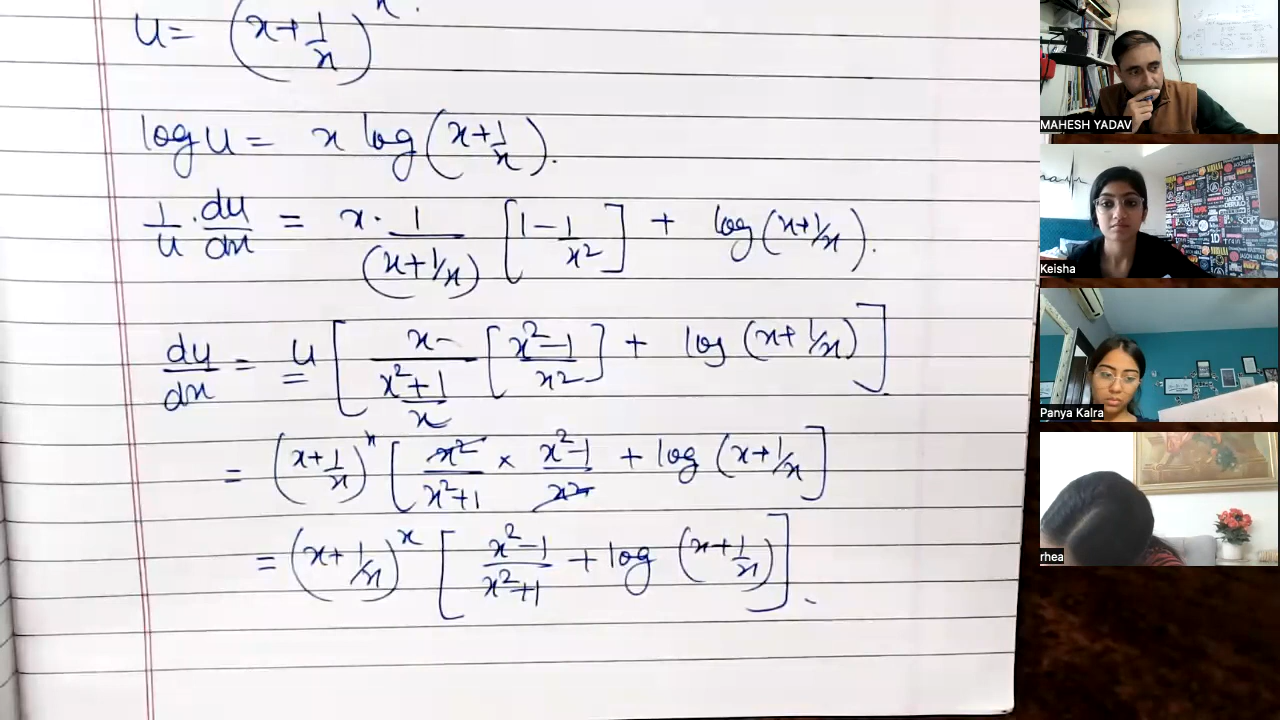 u = (x+1/x)^x.
log u = x log(x+1/x).
1/u . du/dx = x. 1/(x+1/x) [1-1/x²] + log(x+1/x).
du/dx = u [x/((x²+1)/x) [(x²-1)/x²] + log(x+1/x)]
= (x+1/x)^x [x²/(x²+1) × (x²-1)/x² + log(x+1/x)]
= (x+1/x)^x [(x²-1)/(x²+1) + log(x+1/x)].
MAHESH YADAV
Keisha
Panya Kalra
rhea